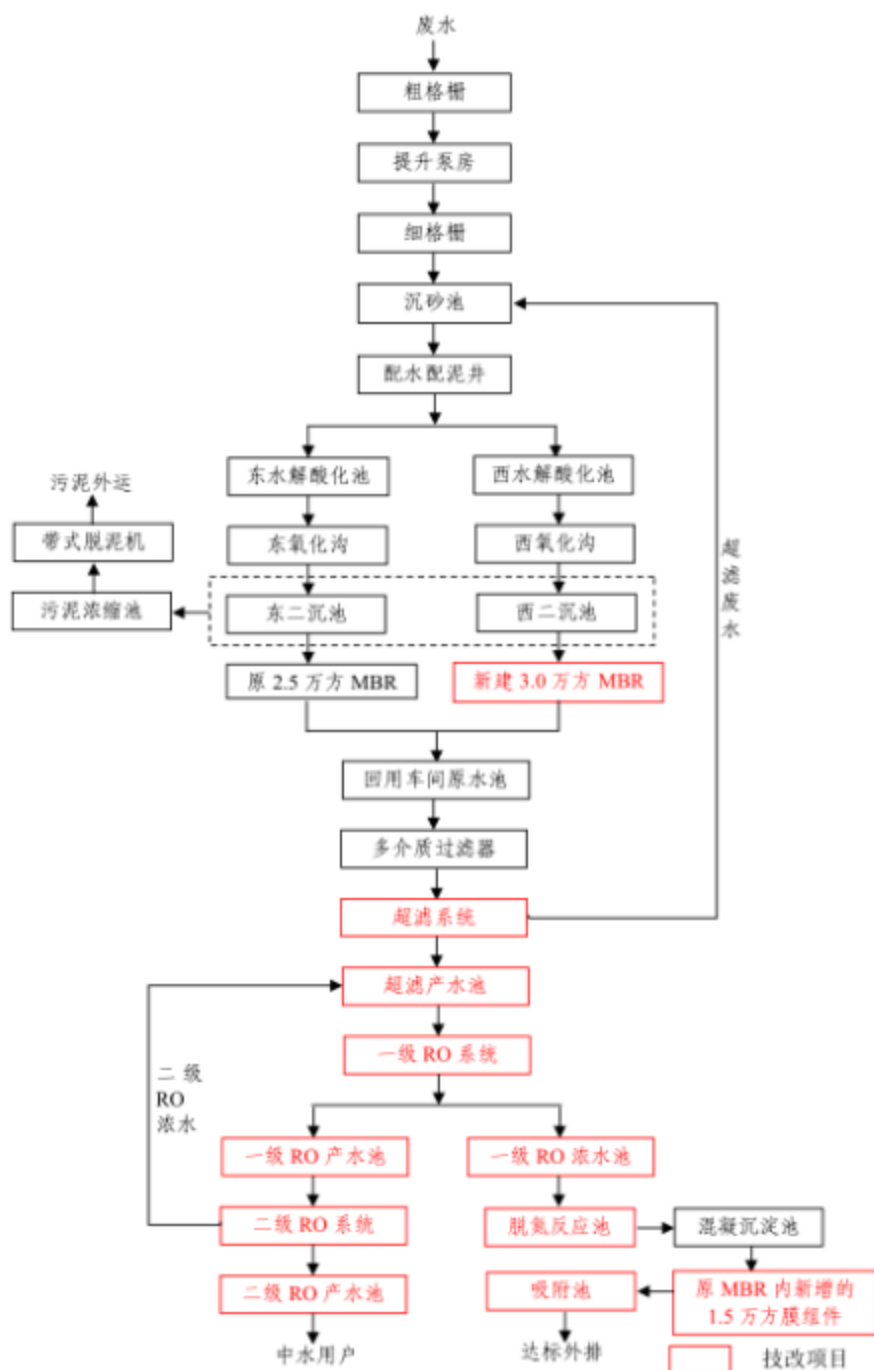 废水
粗格栅
提升泵房
细格栅
沉砂池
配水配泥井
东水解酸化池
西水解酸化池
污泥外运
带式脱泥机
东氧化沟
西氧化沟
超滤废水
污泥浓缩池
东二沉池
西二沉池
原 2.5 万方 MBR
新建 3.0 万方 MBR
回用车间原水池
多介质过滤器
超滤系统
超滤产水池
一级 RO 系统
二级
RO
浓水
一级 RO 产水池
一级 RO 浓水池
二级 RO 系统
脱氮反应池
混凝沉淀池
二级 RO 产水池
吸附池
原 MBR 内新增的
1.5 万方膜组件
中水用户
达标外排
技改项目